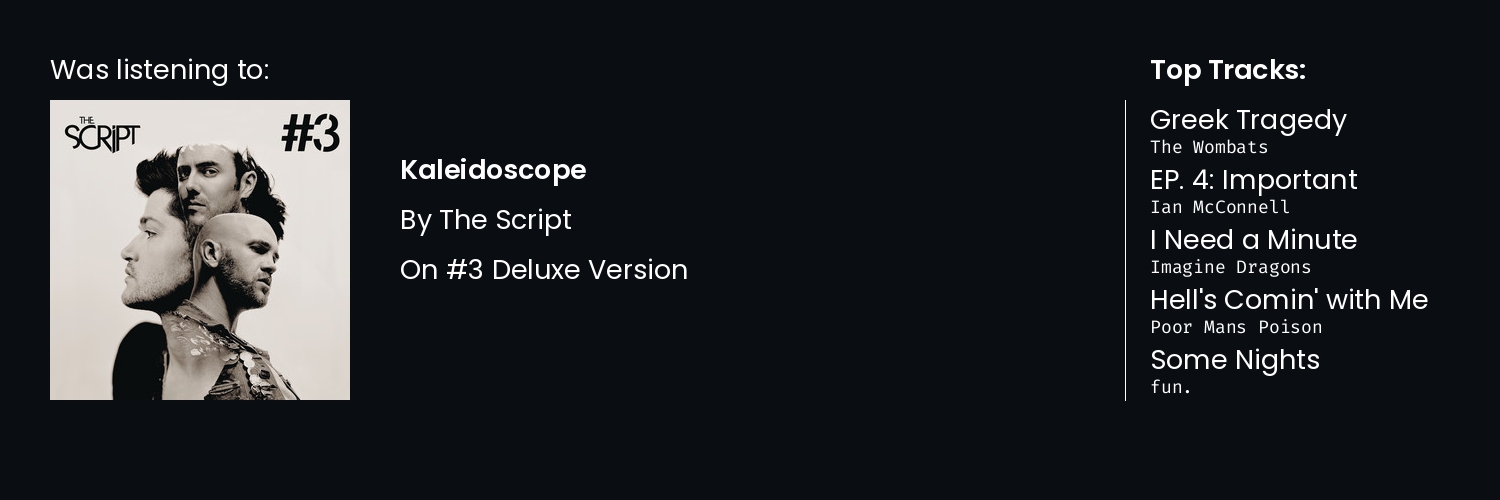 Was listening to:
THE
SCRIPT
#3
Kaleidoscope
By The Script
On #3 Deluxe Version
Top Tracks:
Greek Tragedy
The Wombats
EP. 4: Important
Ian McConnell
I Need a Minute
Imagine Dragons
Hell's Comin' with Me
Poor Mans Poison
Some Nights
fun.